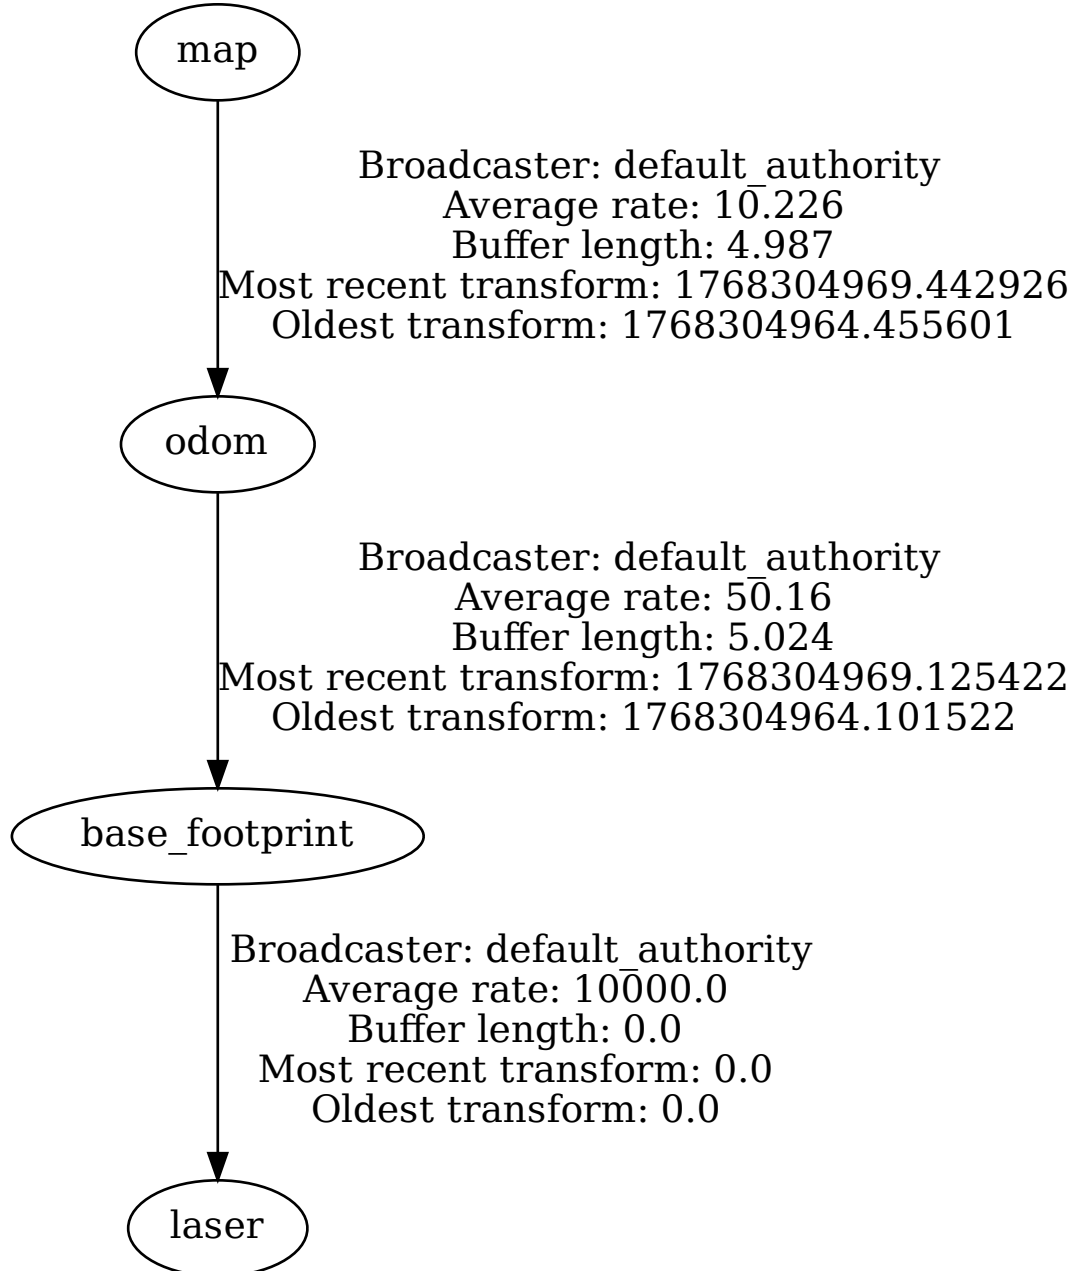 map
Broadcaster: default_authority
Average rate: 10.226
Buffer length: 4.987
Most recent transform: 1768304969.442926
Oldest transform: 1768304964.455601
odom
Broadcaster: default_authority
Average rate: 50.16
Buffer length: 5.024
Most recent transform: 1768304969.125422
Oldest transform: 1768304964.101522
base_footprint
Broadcaster: default_authority
Average rate: 10000.0
Buffer length: 0.0
Most recent transform: 0.0
Oldest transform: 0.0
laser